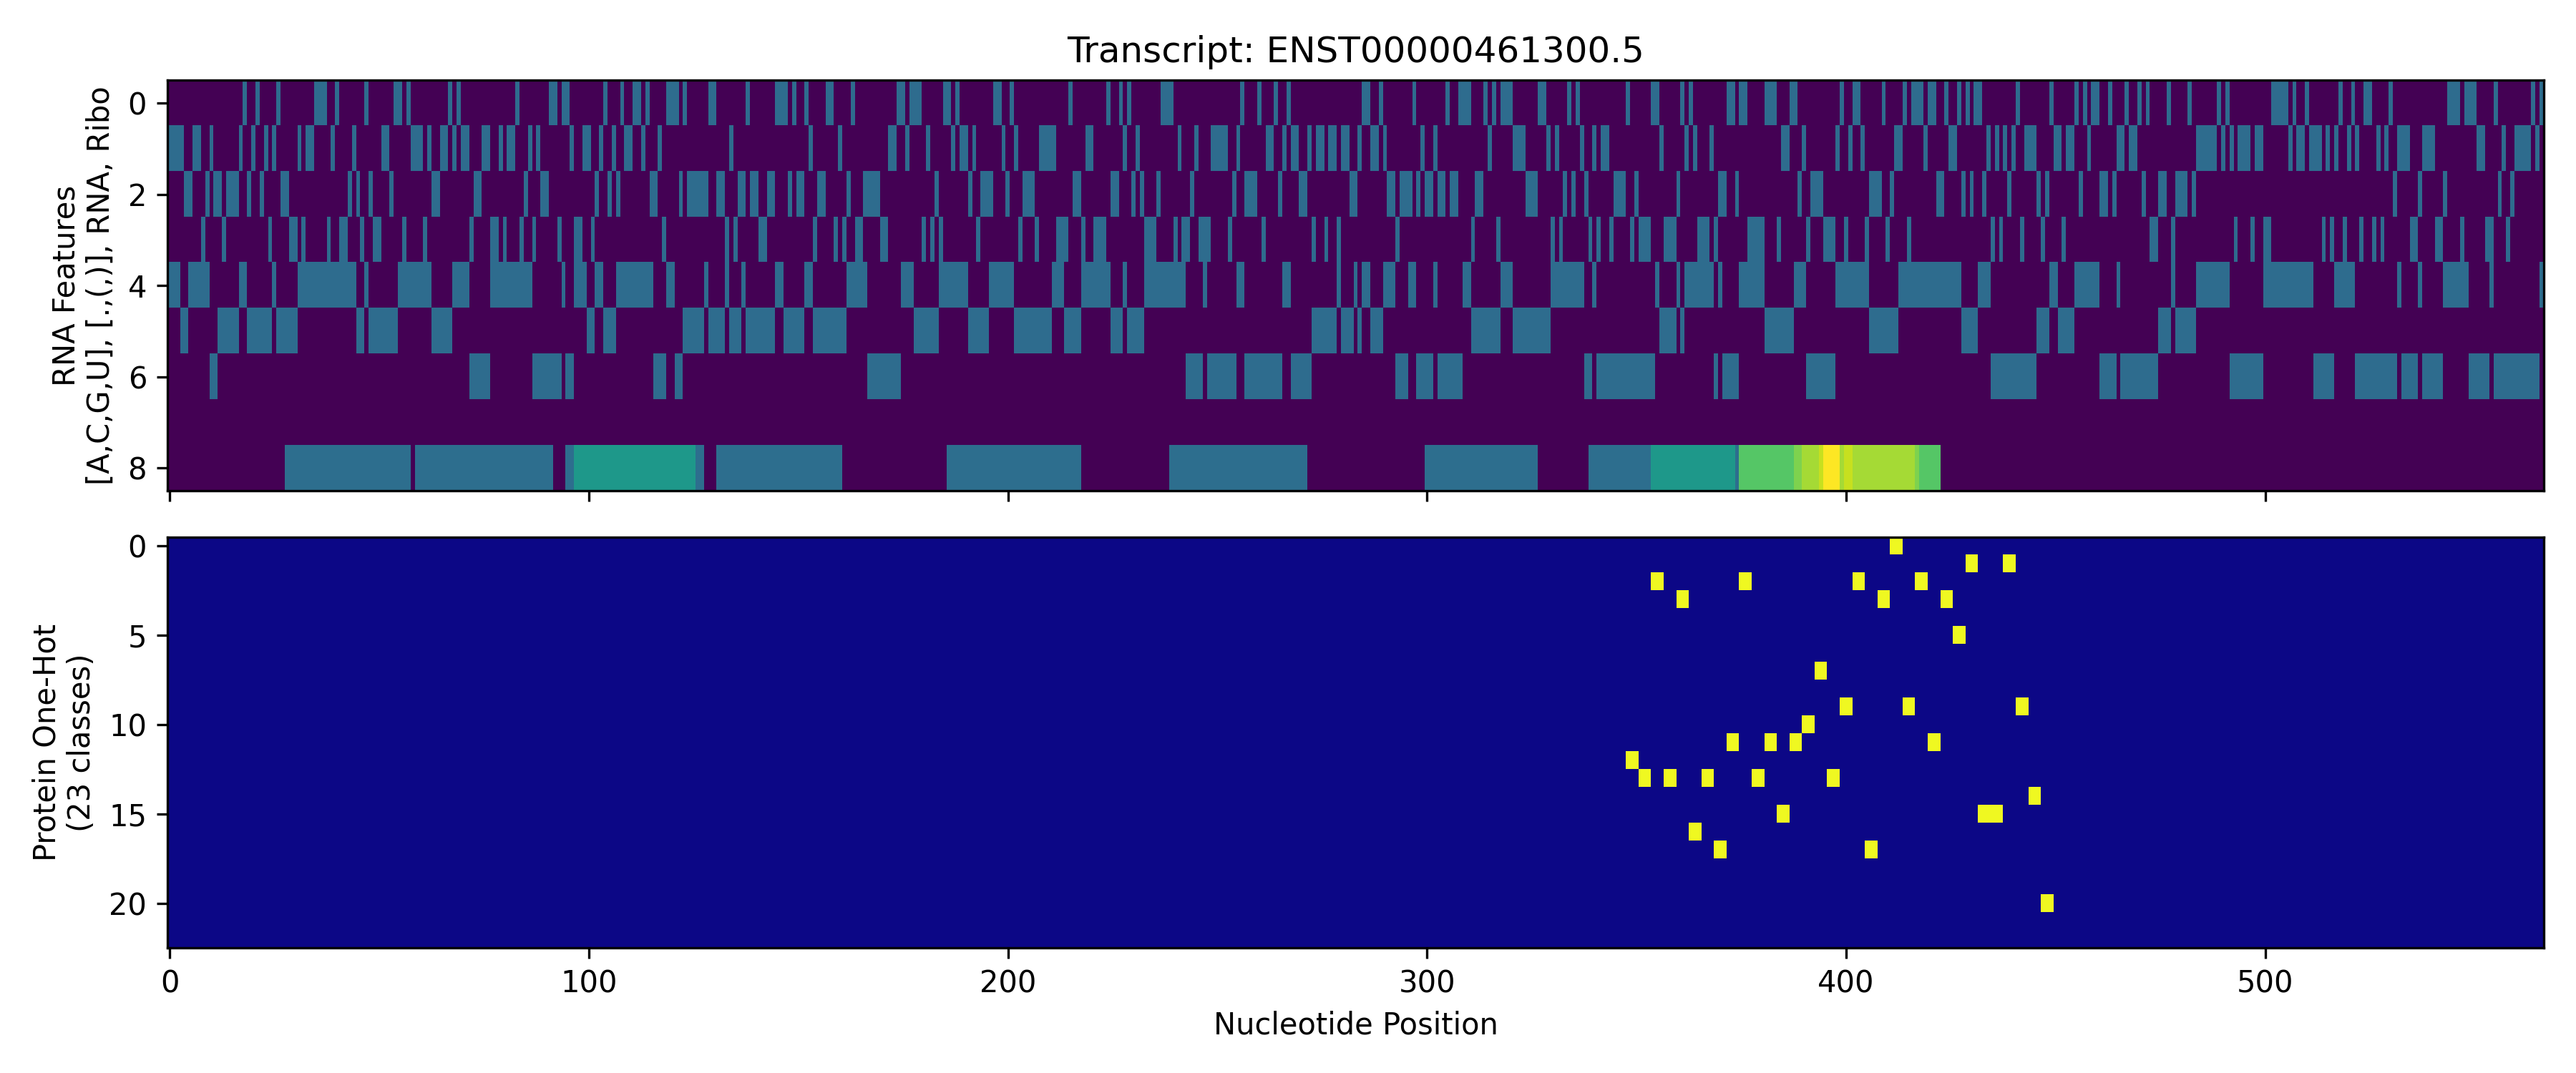 Transcript: ENST00000461300.5
RNA Features
[A,C,G,U], [.,(,)], RNA, Ribo
0
2
4
6
8
Protein One-Hot
(23 classes)
0
5
10
15
20
0 100 200 300 400 500
Nucleotide Position